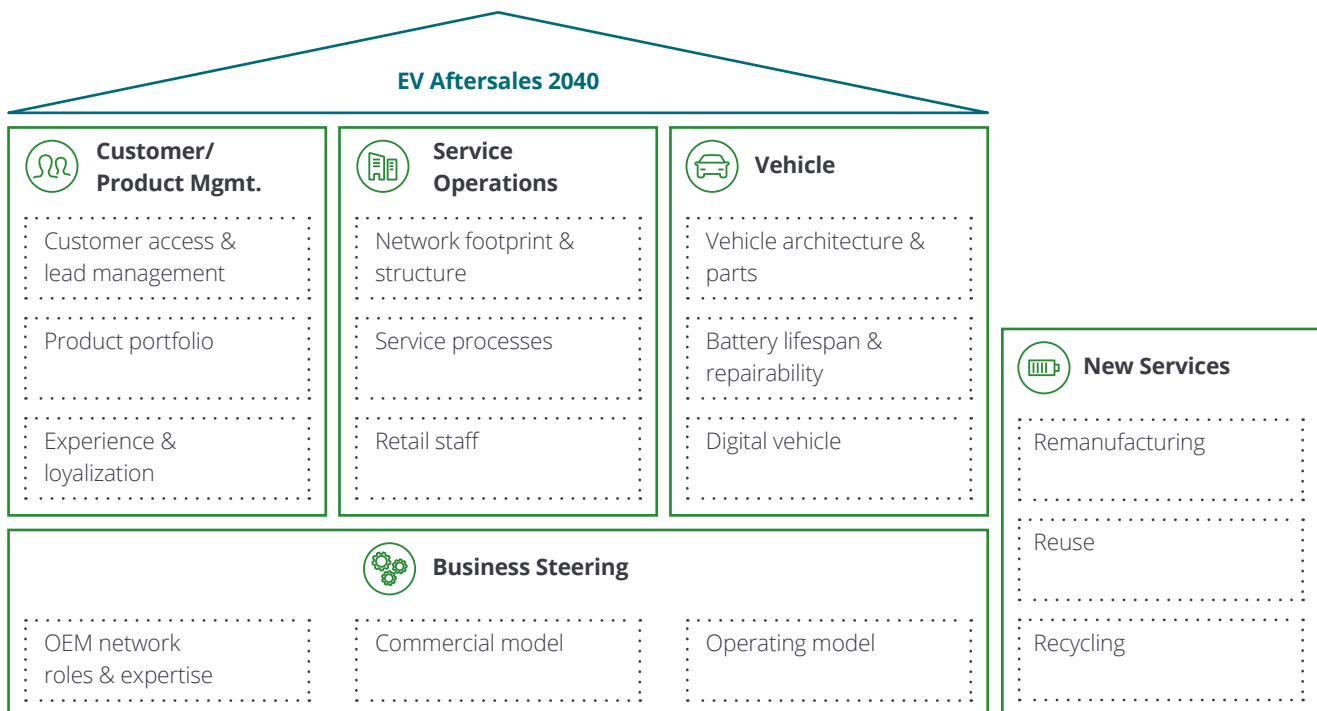 EV Aftersales 2040
Customer/
Product Mgmt.
Customer access &
lead management
Product portfolio
Experience &
loyalization
Service
Operations
Network footprint &
structure
Service processes
Retail staff
Vehicle
Vehicle architecture &
parts
Battery lifespan &
repairability
Digital vehicle
Business Steering
OEM network
roles & expertise
Commercial model
Operating model
New Services
Remanufacturing
Reuse
Recycling